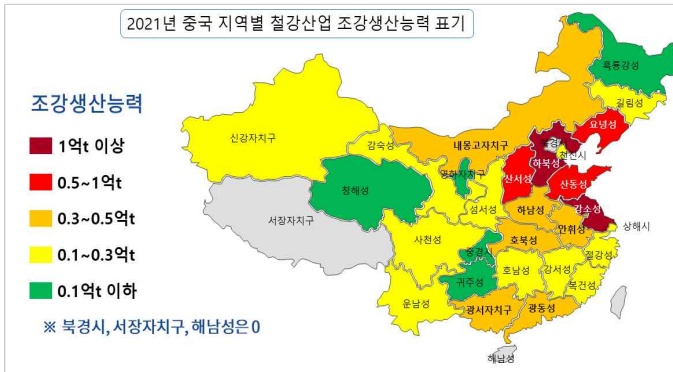 2021년 중국 지역별 철강산업 조강생산능력 표기
조강생산능력
1억t 이상
0.5~1억t
0.3~0.5억t
0.1~0.3억t
0.1억t 이하
※ 북경시, 서장자치구, 해남성은 0
흑룡강성
길림성
요녕성
신강자치구
감숙성
내몽고자치구
천진시
하북성
영하자치구
산서성
산동성
청해성
섬서성
하남성
강소성
서장자치구
안휘성
상해시
사천성
호북성
중경시
절강성
호남성
강서성
귀주성
복건성
운남성
광서자치구
광동성
해남성